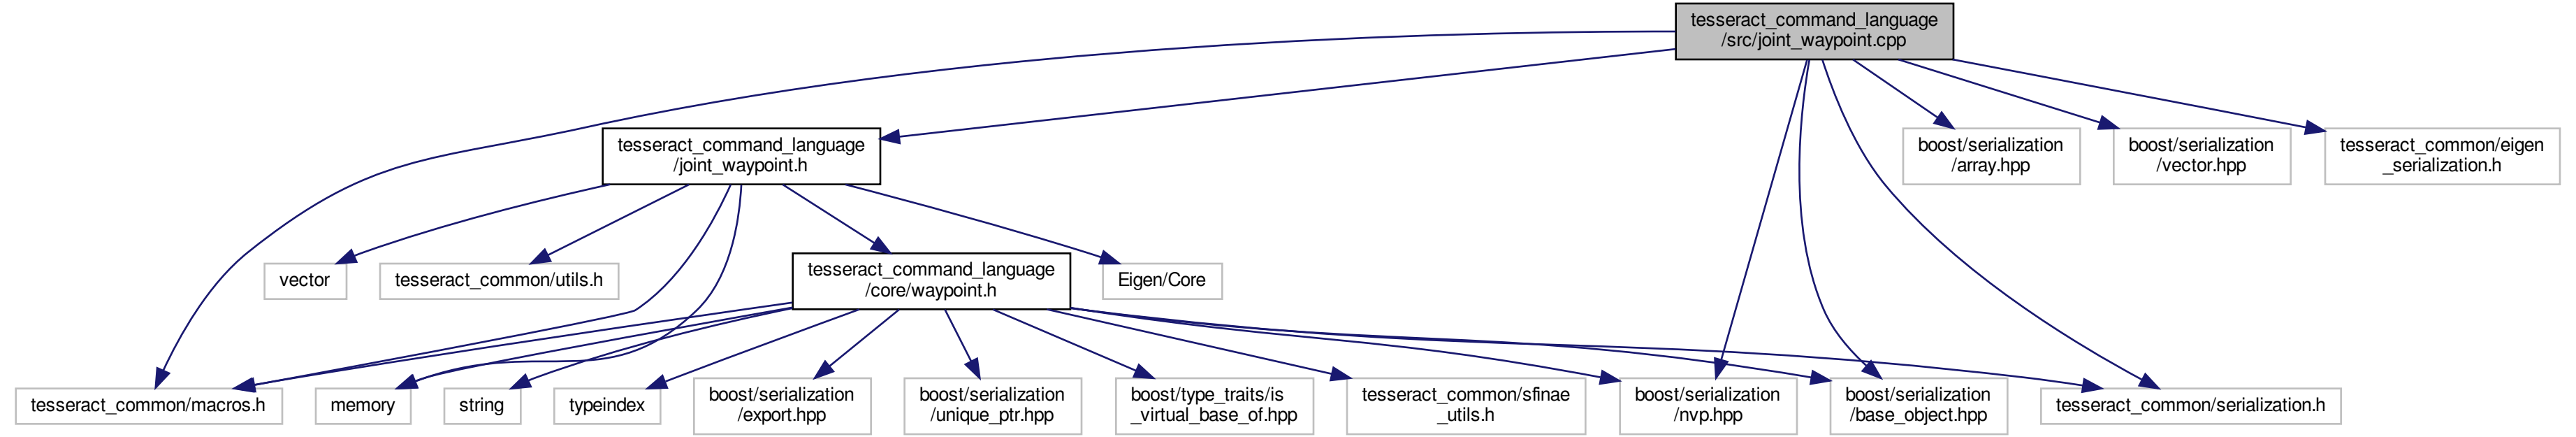 tesseract_command_language
/src/joint_waypoint.cpp
tesseract_command_language
/joint_waypoint.h
boost/serialization
/array.hpp
boost/serialization
/vector.hpp
tesseract_common/eigen
_serialization.h
vector
tesseract_common/utils.h
tesseract_command_language
/core/waypoint.h
Eigen/Core
tesseract_common/macros.h
memory
string
typeindex
boost/serialization
/export.hpp
boost/serialization
/unique_ptr.hpp
boost/type_traits/is
_virtual_base_of.hpp
tesseract_common/sfinae
_utils.h
boost/serialization
/nvp.hpp
boost/serialization
/base_object.hpp
tesseract_common/serialization.h